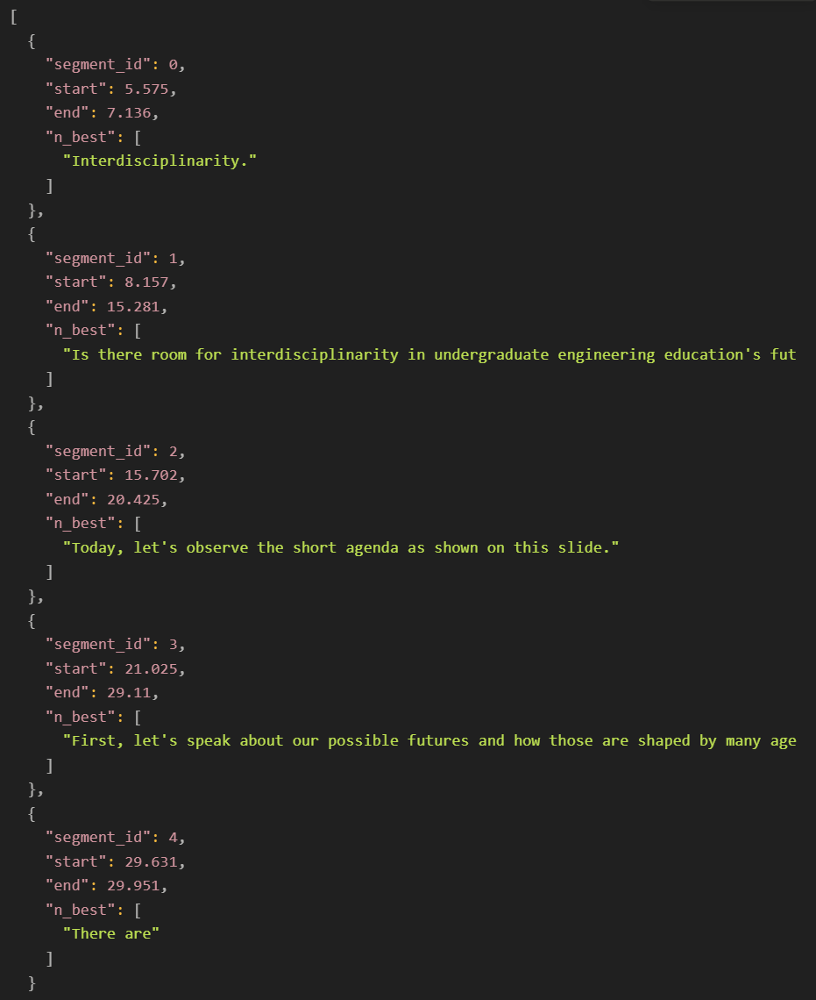 [
  {
    "segment_id": 0,
    "start": 5.575,
    "end": 7.136,
    "n_best": [
      "Interdisciplinarity."
    ]
  },
  {
    "segment_id": 1,
    "start": 8.157,
    "end": 15.281,
    "n_best": [
      "Is there room for interdisciplinarity in undergraduate engineering education's fut
    ]
  },
  {
    "segment_id": 2,
    "start": 15.702,
    "end": 20.425,
    "n_best": [
      "Today, let's observe the short agenda as shown on this slide."
    ]
  },
  {
    "segment_id": 3,
    "start": 21.025,
    "end": 29.11,
    "n_best": [
      "First, let's speak about our possible futures and how those are shaped by many age
    ]
  },
  {
    "segment_id": 4,
    "start": 29.631,
    "end": 29.951,
    "n_best": [
      "There are"
    ]
  }